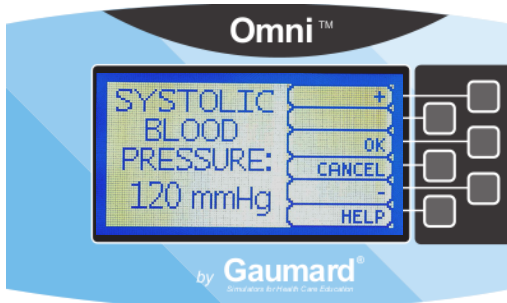 Omni™
SYSTOLIC
BLOOD
PRESSURE:
120 mmHg
+
OK
CANCEL
-
HELP
by Gaumard®
Simulators for Health Care Education